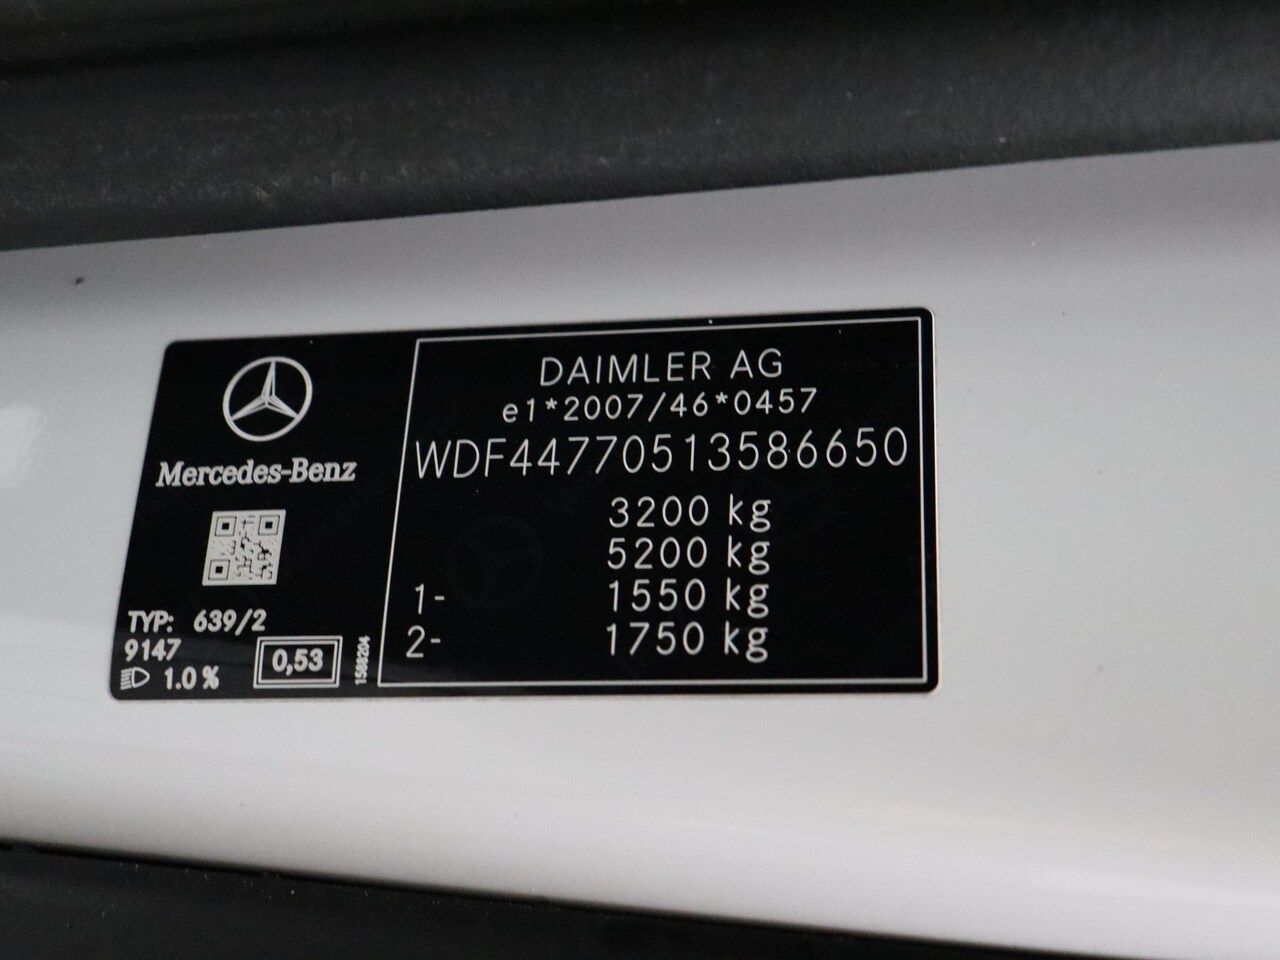 Mercedes-Benz
TYP: 639/2
9147
1.0 %
0,53
DAIMLER AG
e1*2007/46*0457
WDF44770513586650
3200 kg
5200 kg
1- 1550 kg
2- 1750 kg